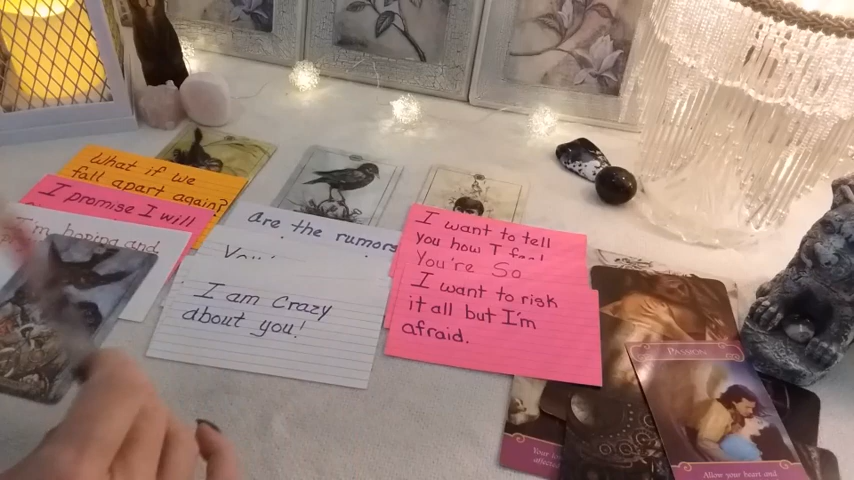 What if we
fall apart again?
I promise I will
I'm hoping and
are the rumors
I am Crazy
about you!
I want to tell
you how I feel
You're So
I want to risk
it all but I'm
afraid.
PASSION
Allow your heart and
Your
affected